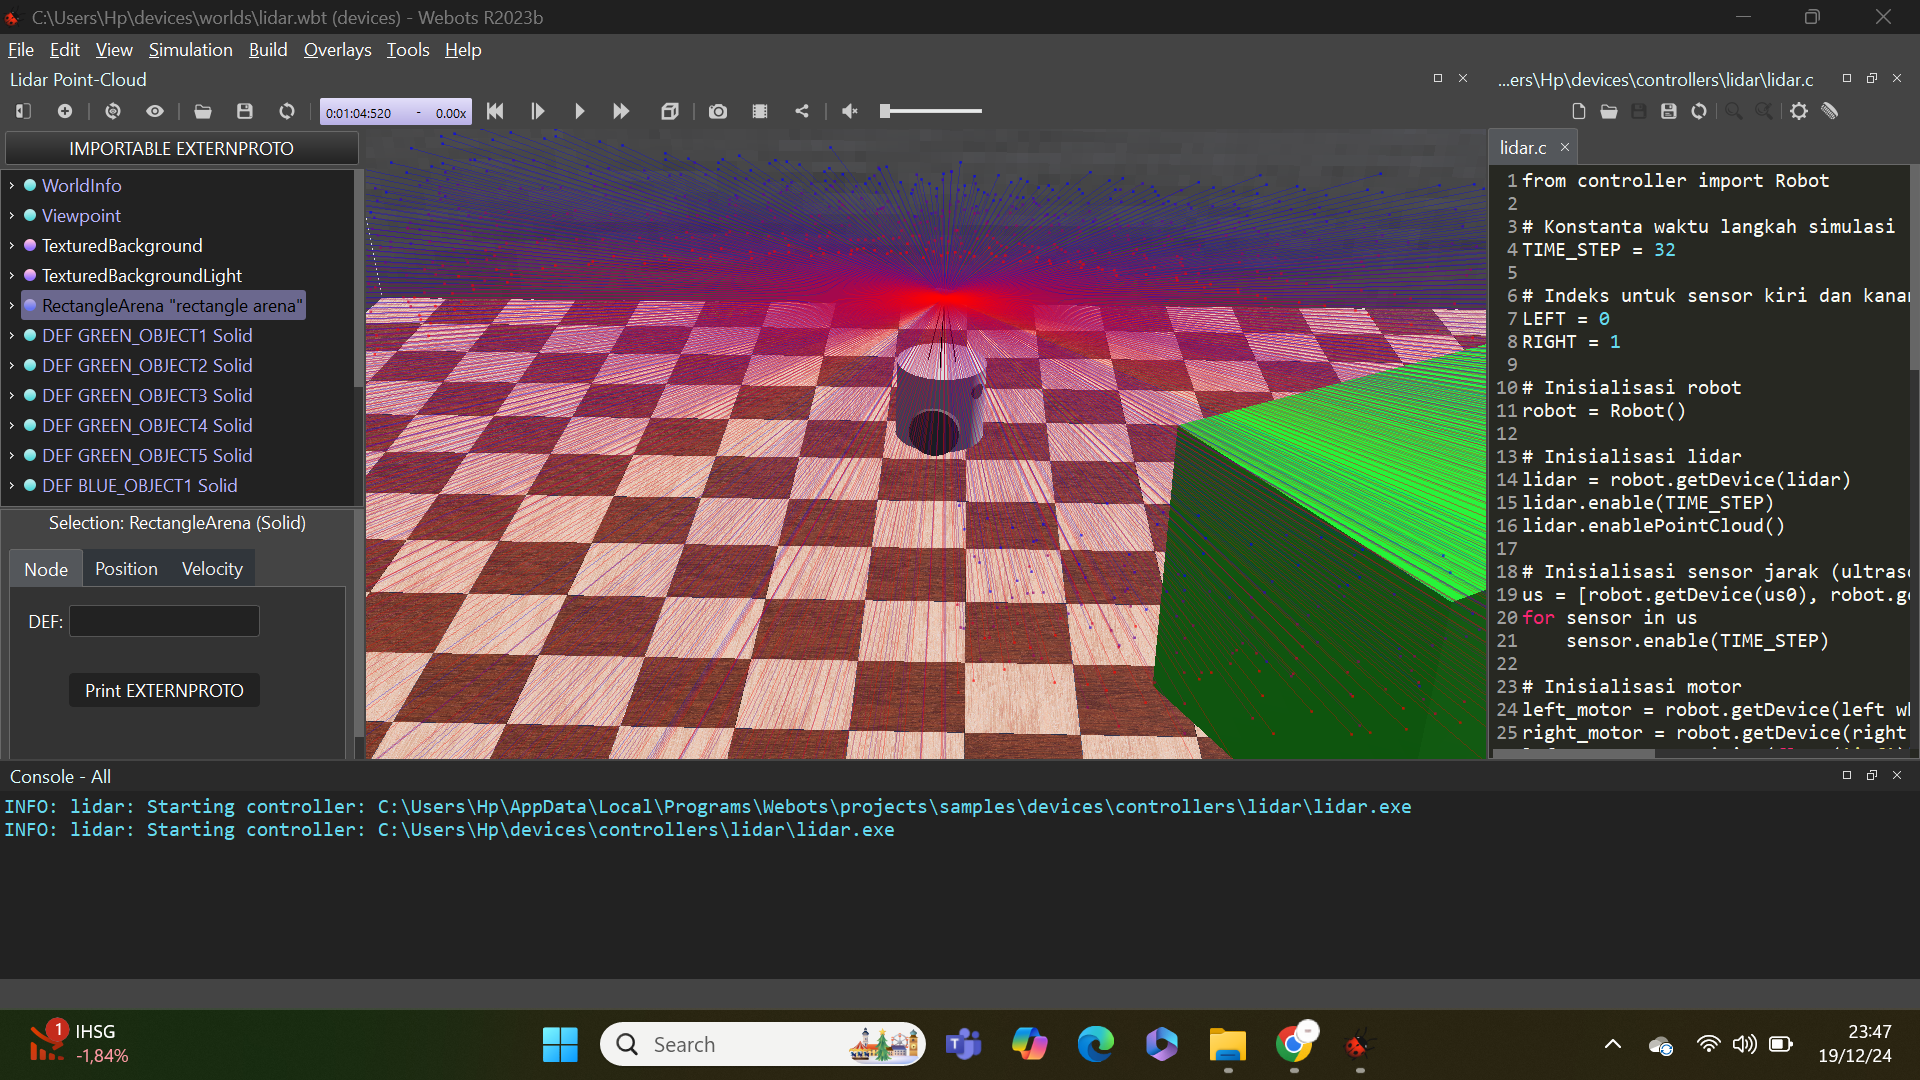 C:\Users\Hp\devices\worlds\lidar.wbt (devices) - Webots R2023b
File Edit View Simulation Build Overlays Tools Help
Lidar Point-Cloud
0:01:04:520 - 0.00x
IMPORTABLE EXTERNPROTO
WorldInfo
Viewpoint
TexturedBackground
TexturedBackgroundLight
RectangleArena "rectangle arena"
DEF GREEN_OBJECT1 Solid
DEF GREEN_OBJECT2 Solid
DEF GREEN_OBJECT3 Solid
DEF GREEN_OBJECT4 Solid
DEF GREEN_OBJECT5 Solid
DEF BLUE_OBJECT1 Solid
Selection: RectangleArena (Solid)
Node Position Velocity
DEF:
Print EXTERNPROTO
...ers\Hp\devices\controllers\lidar\lidar.c
lidar.c
1 from controller import Robot
2
3 # Konstanta waktu langkah simulasi
4 TIME_STEP = 32
5
6 # Indeks untuk sensor kiri dan kanan
7 LEFT = 0
8 RIGHT = 1
9
10 # Inisialisasi robot
11 robot = Robot()
12
13 # Inisialisasi lidar
14 lidar = robot.getDevice(lidar)
15 lidar.enable(TIME_STEP)
16 lidar.enablePointCloud()
17
18 # Inisialisasi sensor jarak (ultraso
19 us = [robot.getDevice(us0), robot.ge
20 for sensor in us
21 sensor.enable(TIME_STEP)
22
23 # Inisialisasi motor
24 left_motor = robot.getDevice(left wh
25 right_motor = robot.getDevice(right
Console - All
INFO: lidar: Starting controller: C:\Users\Hp\AppData\Local\Programs\Webots\projects\samples\devices\controllers\lidar\lidar.exe
INFO: lidar: Starting controller: C:\Users\Hp\devices\controllers\lidar\lidar.exe
1
IHSG
-1,84%
Search
23:47
19/12/24